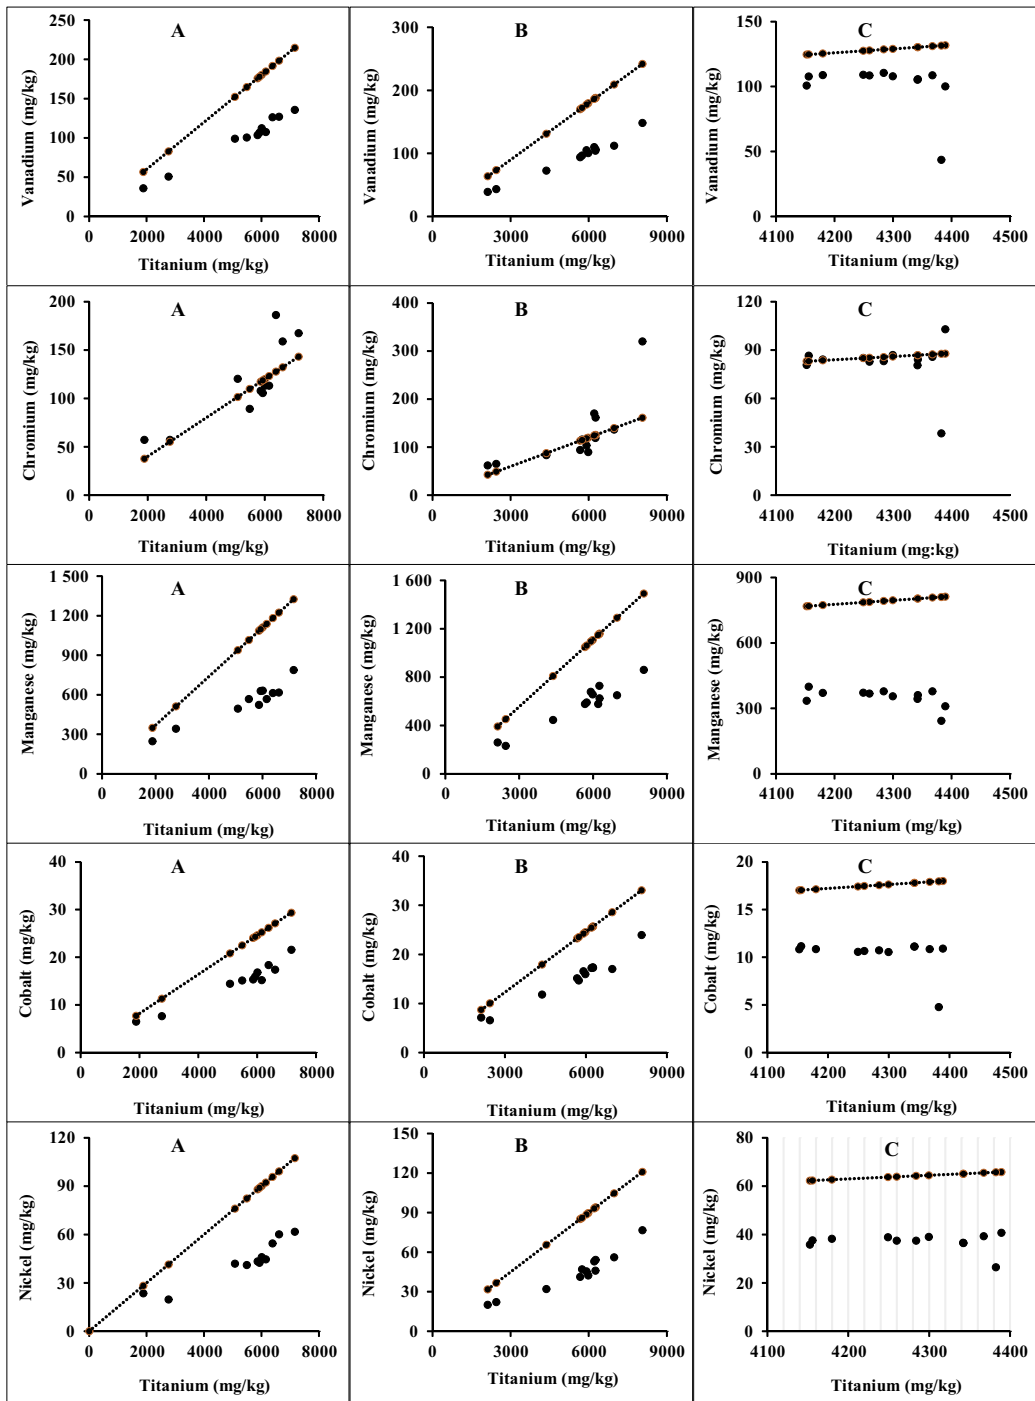 A
Vanadium (mg/kg)
250
200
150
100
50
0
0 2000 4000 6000 8000
Titanium (mg/kg)
B
Vanadium (mg/kg)
300
200
100
0
0 3000 6000 9000
Titanium (mg/kg)
C
Vanadium (mg/kg)
150
100
50
0
4100 4200 4300 4400 4500
Titanium (mg/kg)
A
Chromium (mg/kg)
200
150
100
50
0
0 2000 4000 6000 8000
Titanium (mg/kg)
B
Chromium (mg/kg)
400
300
200
100
0
0 3000 6000 9000
Titanium (mg/kg)
C
Chromium (mg/kg)
120
90
60
30
0
4100 4200 4300 4400 4500
Titanium (mg:kg)
A
Manganese (mg/kg)
1 500
1 200
900
600
300
0
0 2000 4000 6000 8000
Titanium (mg/kg)
B
Manganese (mg/kg)
1 600
1 200
800
400
0
0 3000 6000 9000
Titanium (mg/kg)
C
Manganese (mg/kg)
900
600
300
0
4100 4200 4300 4400 4500
Titanium (mg/kg)
A
Cobalt (mg/kg)
40
30
20
10
0
0 2000 4000 6000 8000
Titanium (mg/kg)
B
Cobalt (mg/kg)
40
30
20
10
0
0 3000 6000 9000
Titanium (mg/kg)
C
Cobalt (mg/kg)
20
15
10
5
0
4100 4200 4300 4400 4500
Titanium (mg/kg)
A
Nickel (mg/kg)
120
90
60
30
0
0 2000 4000 6000 8000
Titanium (mg/kg)
B
Nickel (mg/kg)
150
120
90
60
30
0
0 3000 6000 9000
Titanium (mg/kg)
C
Nickel (mg/kg)
80
60
40
20
0
4100 4200 4300 4400
Titanium (mg/kg)